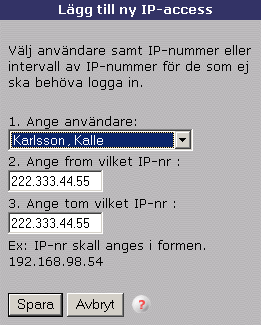 Lägg till ny IP-access
Välj användare samt IP-nummer eller
intervall av IP-nummer för de som ej
ska behöva logga in.
1. Ange användare:
Karlsson, Kalle
2. Ange from vilket IP-nr :
222.333.44.55
3. Ange tom vilket IP-nr :
222.333.44.55
Ex: IP-nr skall anges i formen.
192.168.98.54
Spara Avbryt ?